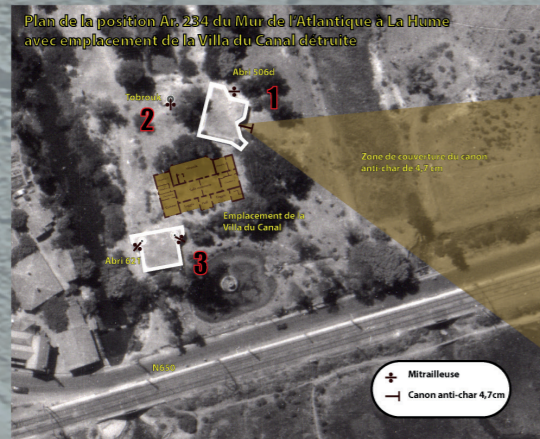 Plan de la position Ar. 234 du Mur de l'Atlantique à La Hume
avec emplacement de la Villa du Canal détruite
Abri 506d
1
Tobrouk
2
Zone de couverture du canon
anti-char de 4,7 cm
Emplacement de la
Villa du Canal
Abri
3
N650
Mitrailleuse
Canon anti-char 4,7cm